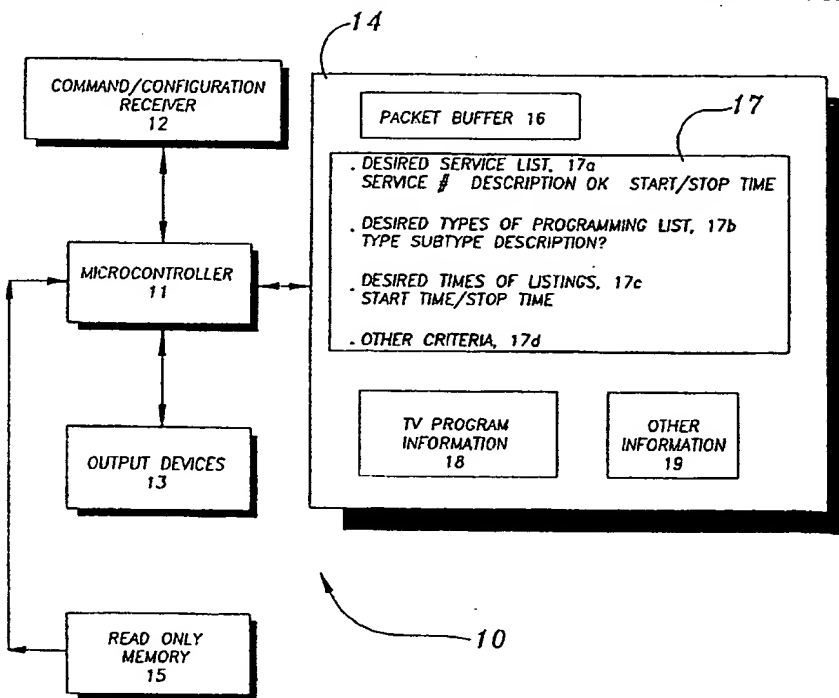 14
COMMAND/CONFIGURATION
RECEIVER
12
PACKET BUFFER 16
17
. DESIRED SERVICE LIST, 17a
SERVICE # DESCRIPTION OK START/STOP TIME
. DESIRED TYPES OF PROGRAMMING LIST, 17b
TYPE SUBTYPE DESCRIPTION?
. DESIRED TIMES OF LISTINGS, 17c
START TIME/STOP TIME
. OTHER CRITERIA, 17d
MICROCONTROLLER
11
TV PROGRAM
INFORMATION
18
OTHER
INFORMATION
19
OUTPUT DEVICES
13
READ ONLY
MEMORY
15
10